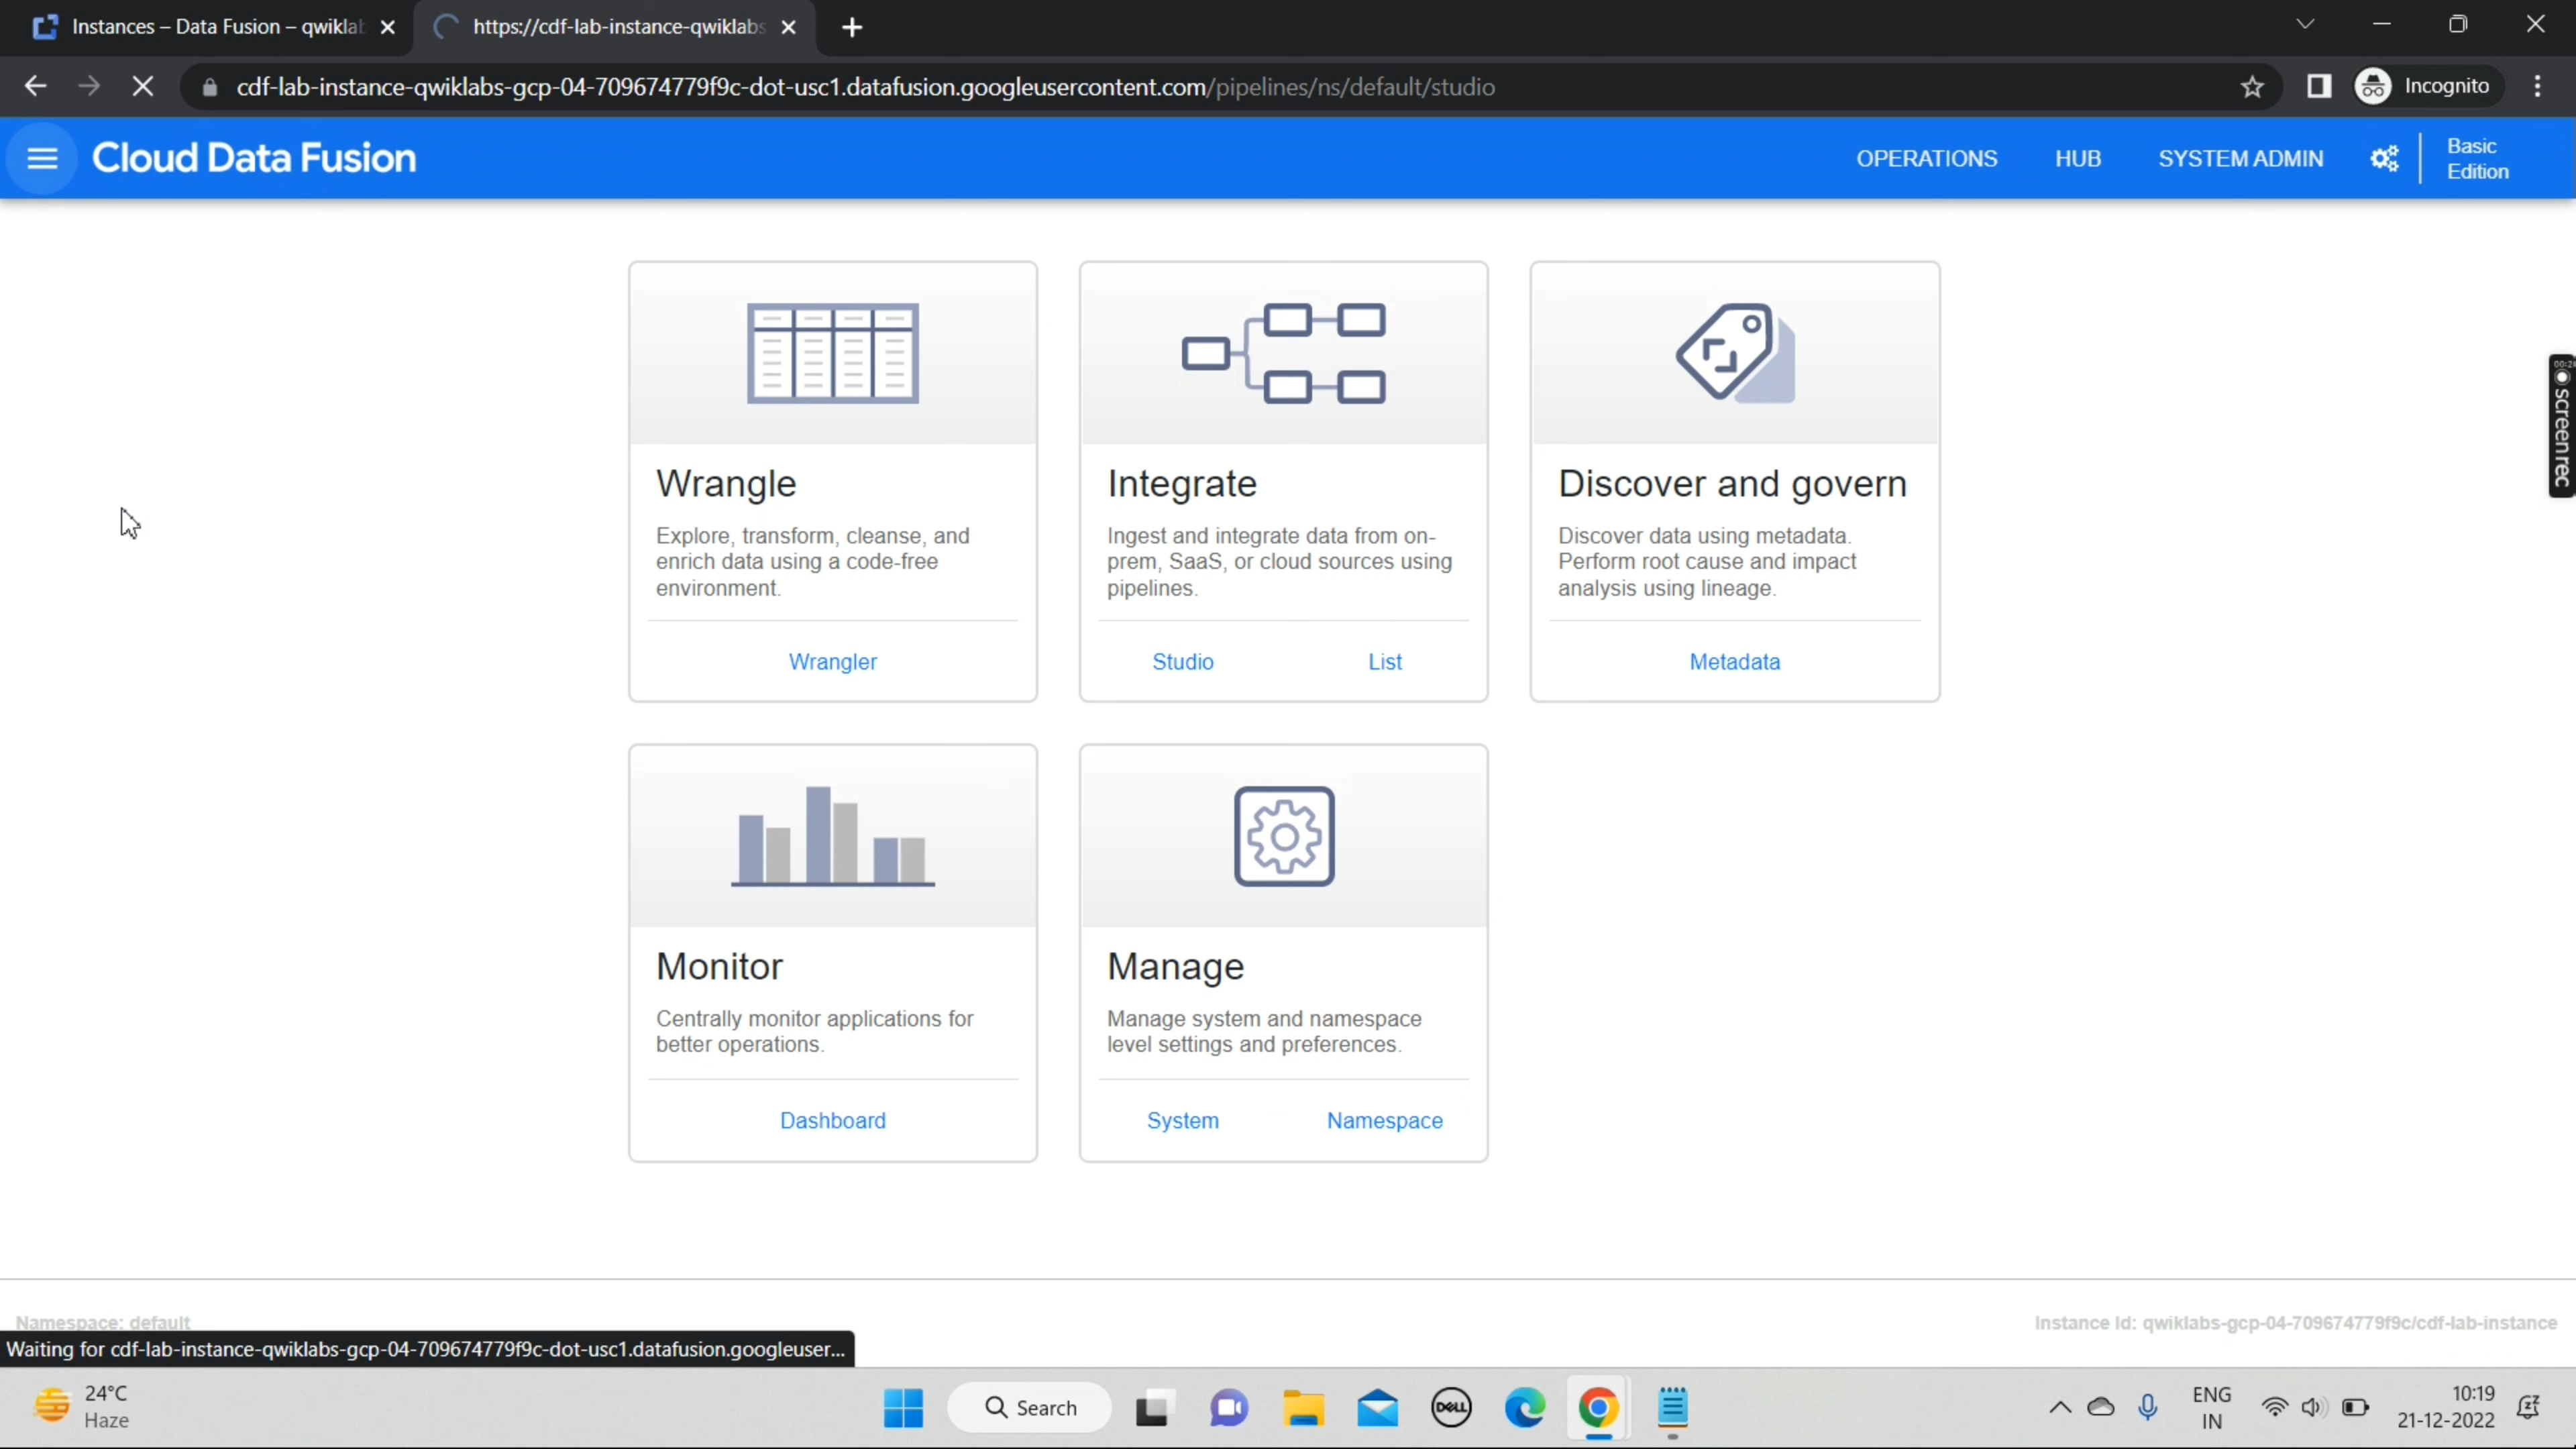 Instances – Data Fusion – qwiklab
https://cdf-lab-instance-qwiklabs
cdf-lab-instance-qwiklabs-gcp-04-709674779f9c-dot-usc1.datafusion.googleusercontent.com/pipelines/ns/default/studio
Incognito
Cloud Data Fusion
OPERATIONS
HUB
SYSTEM ADMIN
Basic
Edition
Wrangle
Explore, transform, cleanse, and
enrich data using a code-free
environment.
Wrangler
Integrate
Ingest and integrate data from on-
prem, SaaS, or cloud sources using
pipelines.
Studio
List
Discover and govern
Discover data using metadata.
Perform root cause and impact
analysis using lineage.
Metadata
Monitor
Centrally monitor applications for
better operations.
Dashboard
Manage
Manage system and namespace
level settings and preferences.
System
Namespace
screenrec
Namespace: default
Instance Id: qwiklabs-gcp-04-709674779f9c/cdf-lab-instance
Waiting for cdf-lab-instance-qwiklabs-gcp-04-709674779f9c-dot-usc1.datafusion.googleuser...
24°C
Haze
Search
DELL
ENG
IN
10:19
21-12-2022